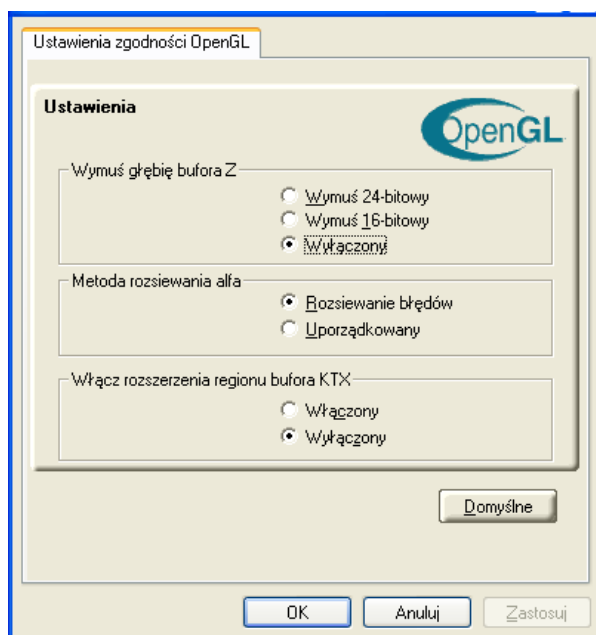 Ustawienia zgodności OpenGL
Ustawienia
OpenGL
Wymuś głębię bufora Z
Wymuś 24-bitowy
Wymuś 16-bitowy
Wyłączony
Metoda rozsiewania alfa
Rozsiewanie błędów
Uporządkowany
Włącz rozszerzenia regionu bufora KTX
Włączony
Wyłączony
Domyślne
OK Anuluj Zastosuj